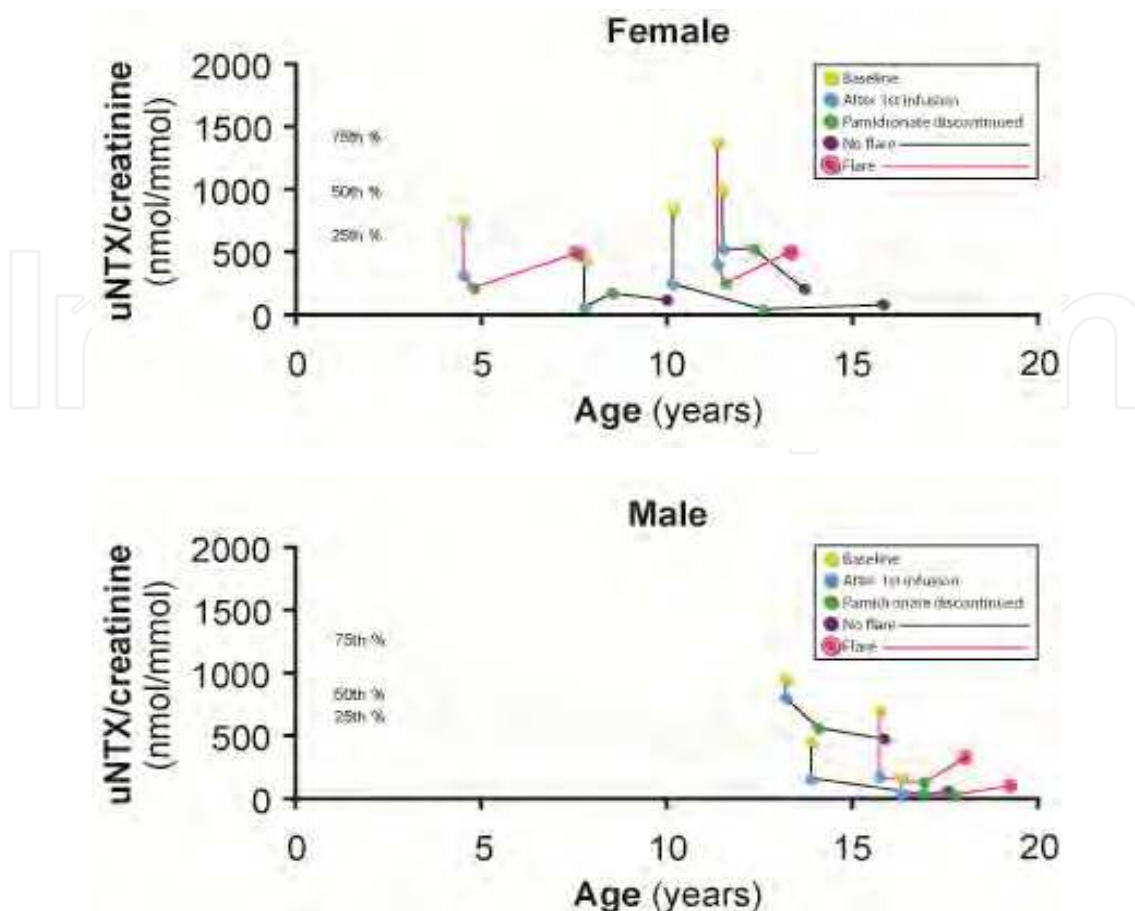 Female
uNTX/creatinine
(nmol/mmol)
2000
1500
1000
500
0
75th %
50th %
25th %
Baseline
After 1st infusion
Pamidronate discontinued
No flare
Flare
0
5
10
15
20
Age (years)
Male
uNTX/creatinine
(nmol/mmol)
2000
1500
1000
500
0
75th %
50th %
25th %
Baseline
After 1st infusion
Pamidronate discontinued
No flare
Flare
0
5
10
15
20
Age (years)